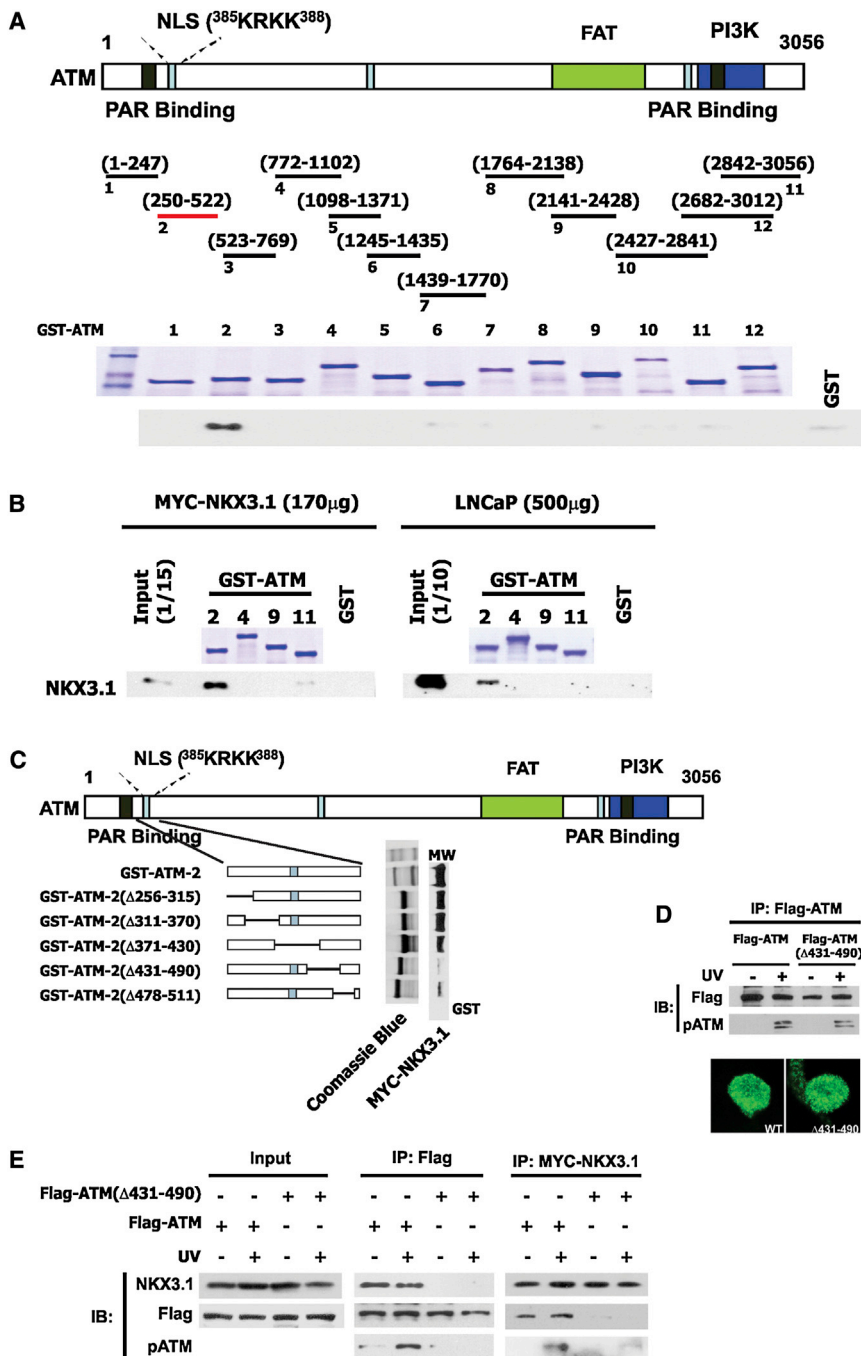 A
NLS (³⁸⁵KRKK³⁸⁸)
1 FAT PI3K 3056
ATM
PAR Binding PAR Binding
(1-247) (772-1102) (1764-2138) (2842-3056)
1 4 8 11
(250-522) (1098-1371) (2141-2428) (2682-3012)
2 5 9 12
(523-769) (1245-1435) (2427-2841)
3 6 10
(1439-1770)
7
GST-ATM 1 2 3 4 5 6 7 8 9 10 11 12
GST
B
MYC-NKX3.1 (170μg) LNCaP (500μg)
Input (1/15) GST-ATM GST Input (1/10) GST-ATM GST
2 4 9 11 2 4 9 11
NKX3.1
C
NLS (³⁸⁵KRKK³⁸⁸)
1 FAT PI3K 3056
ATM
PAR Binding PAR Binding
MW
GST-ATM-2
GST-ATM-2(Δ256-315)
GST-ATM-2(Δ311-370)
GST-ATM-2(Δ371-430)
GST-ATM-2(Δ431-490)
GST-ATM-2(Δ478-511)
GST
Coomassie Blue
MYC-NKX3.1
D
IP: Flag-ATM
Flag-ATM Flag-ATM (Δ431-490)
UV - + - +
IB: Flag
pATM
WT Δ431-490
E
Input IP: Flag IP: MYC-NKX3.1
Flag-ATM(Δ431-490) - - + + - - + + - - + +
Flag-ATM + + - - + + - - + + - -
UV - + - + - + - + - + - +
NKX3.1
IB: Flag
pATM